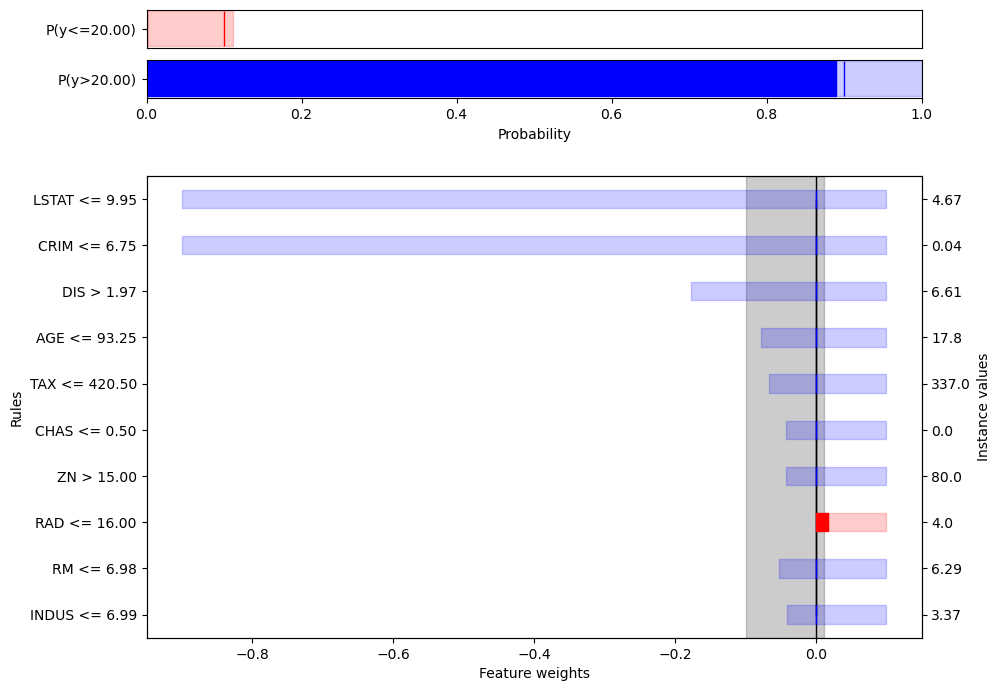 P(y<=20.00)
P(y>20.00)
0.0 0.2 0.4 0.6 0.8 1.0
Probability
LSTAT <= 9.95 4.67
CRIM <= 6.75 0.04
DIS > 1.97 6.61
AGE <= 93.25 17.8
TAX <= 420.50 337.0
CHAS <= 0.50 0.0
ZN > 15.00 80.0
RAD <= 16.00 4.0
RM <= 6.98 6.29
INDUS <= 6.99 3.37
Rules
Instance values
−0.8 −0.6 −0.4 −0.2 0.0
Feature weights